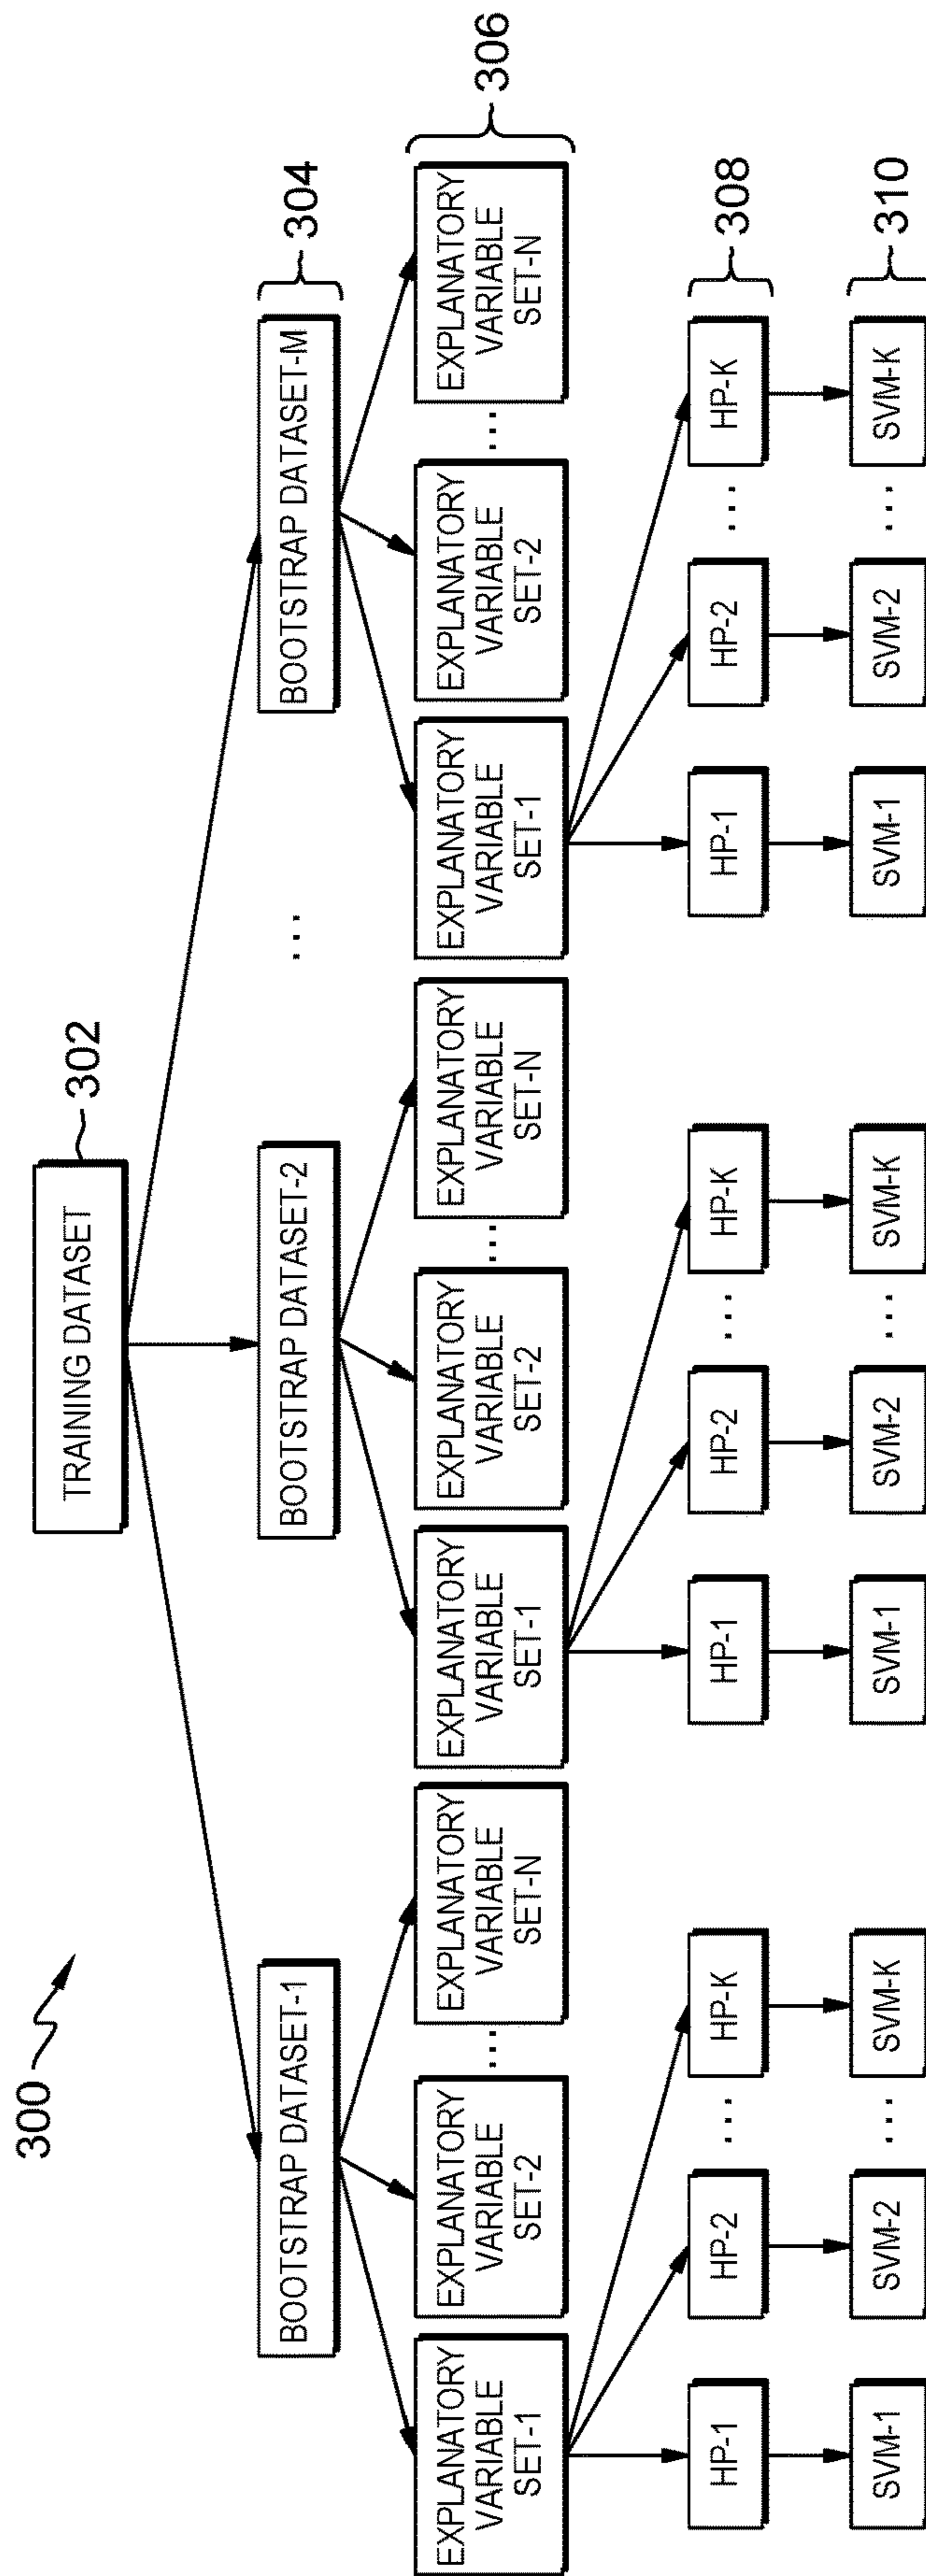 300
TRAINING DATASET
302
BOOTSTRAP DATASET-1
BOOTSTRAP DATASET-2
...
BOOTSTRAP DATASET-M
304
EXPLANATORY
VARIABLE
SET-1
EXPLANATORY
VARIABLE
SET-2
...
EXPLANATORY
VARIABLE
SET-N
EXPLANATORY
VARIABLE
SET-1
EXPLANATORY
VARIABLE
SET-2
...
EXPLANATORY
VARIABLE
SET-N
EXPLANATORY
VARIABLE
SET-1
EXPLANATORY
VARIABLE
SET-2
...
EXPLANATORY
VARIABLE
SET-N
306
HP-1
HP-2
...
HP-K
HP-1
HP-2
...
HP-K
HP-1
HP-2
...
HP-K
308
SVM-1
SVM-2
...
SVM-K
SVM-1
SVM-2
...
SVM-K
SVM-1
SVM-2
...
SVM-K
310